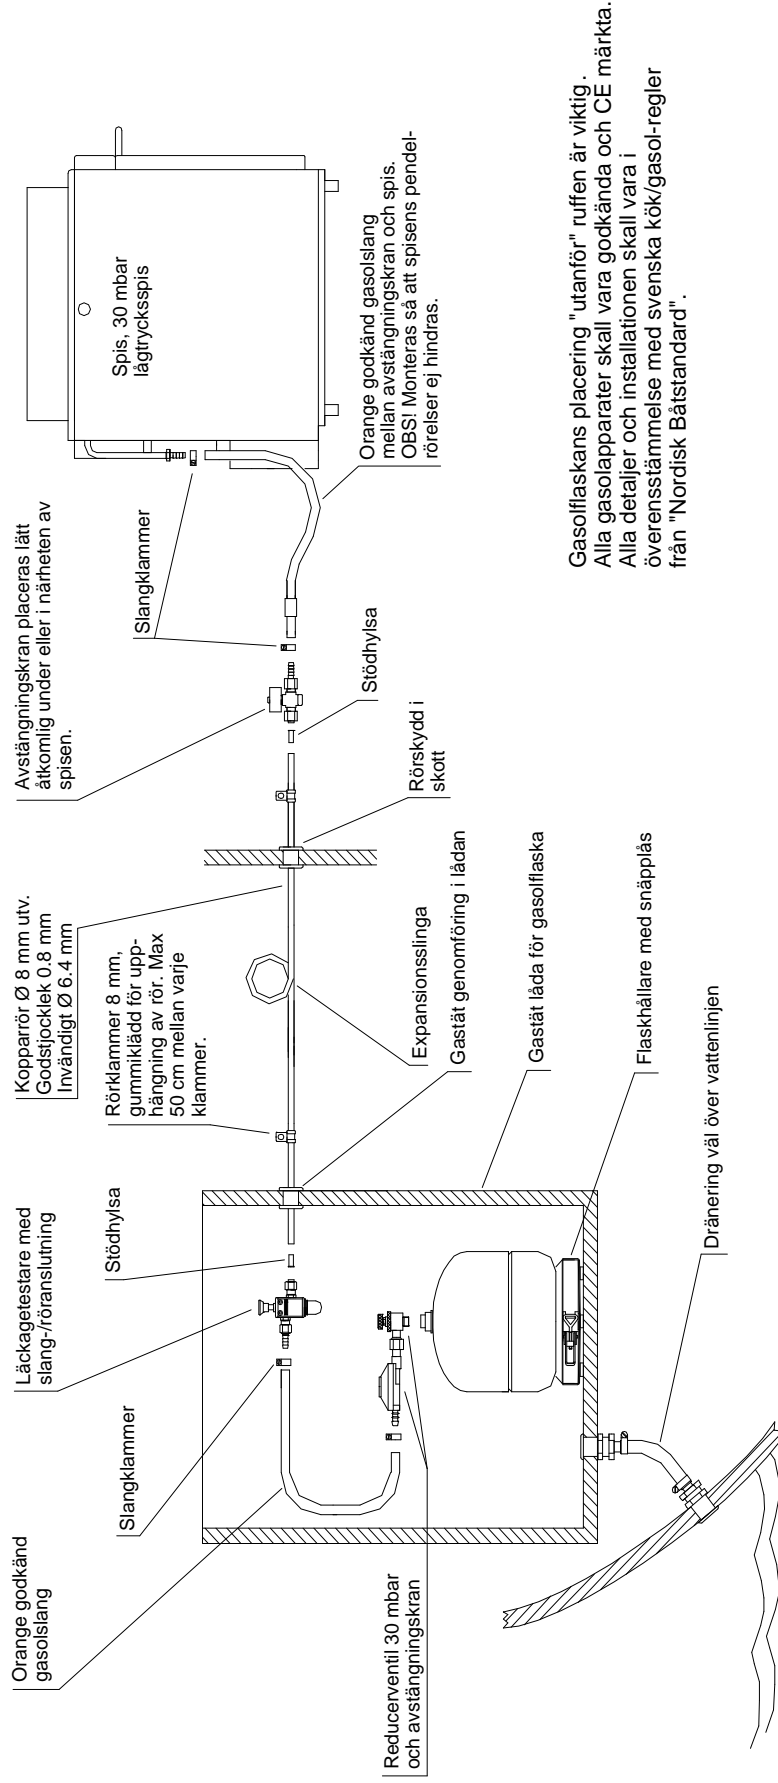 Orange godkänd
gasolslang
Läckagetestare med
slang-/röranslutning
Kopparrör Ø 8 mm utv.
Godstjocklek 0.8 mm
Invändigt Ø 6.4 mm
Avstängningskran placeras lätt
åtkomlig under eller i närheten av
spisen.
Slangklammer
Stödhylsa
Rörklammer 8 mm,
gummiklädd för upp-
hängning av rör. Max
50 cm mellan varje
klammer.
Slangklammer
Spis, 30 mbar
lågtrycksspis
Reducerventil 30 mbar
och avstängningskran
Expansionsslinga
Gastät genomföring i lådan
Gastät låda för gasolflaska
Flaskhållare med snäpplås
Dränering väl över vattenlinjen
Rörskydd i
skott
Stödhylsa
Orange godkänd gasolslang
mellan avstängningskran och spis.
OBS! Monteras så att spisens pendel-
rörelser ej hindras.
Gasolflaskans placering "utanför" ruffen är viktig.
Alla gasolapparater skall vara godkända och CE märkta.
Alla detaljer och installationen skall vara i
överensstämmelse med svenska kök/gasol-regler
från "Nordisk Båtstandard".